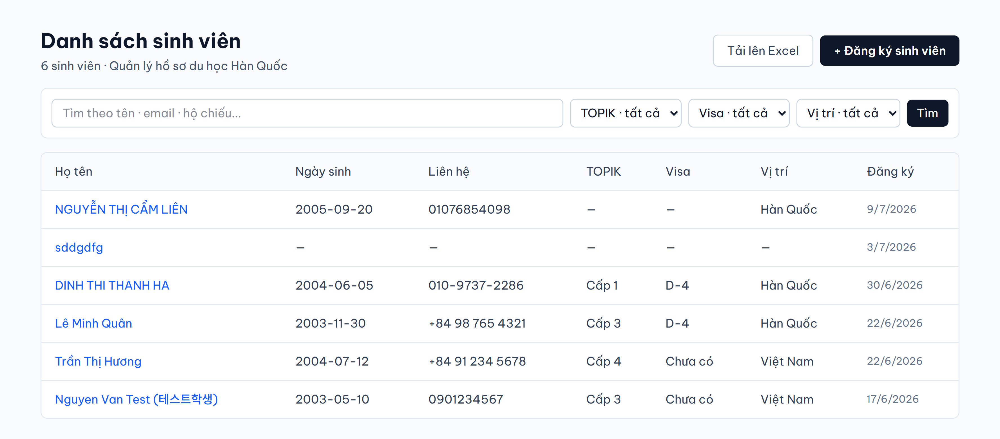 Danh sách sinh viên
6 sinh viên · Quản lý hồ sơ du học Hàn Quốc
Tải lên Excel
+ Đăng ký sinh viên
Tìm theo tên · email · hộ chiếu...
TOPIK · tất cả
Visa · tất cả
Vị trí · tất cả
Tìm
Họ tên Ngày sinh Liên hệ TOPIK Visa Vị trí Đăng ký
NGUYỄN THỊ CẨM LIÊN 2005-09-20 01076854098 — — Hàn Quốc 9/7/2026
sddgdfg — — — — — 3/7/2026
DINH THI THANH HA 2004-06-05 010-9737-2286 Cấp 1 D-4 Hàn Quốc 30/6/2026
Lê Minh Quân 2003-11-30 +84 98 765 4321 Cấp 3 D-4 Hàn Quốc 22/6/2026
Trần Thị Hương 2004-07-12 +84 91 234 5678 Cấp 4 Chưa có Việt Nam 22/6/2026
Nguyen Van Test (테스트학생) 2003-05-10 0901234567 Cấp 3 Chưa có Việt Nam 17/6/2026